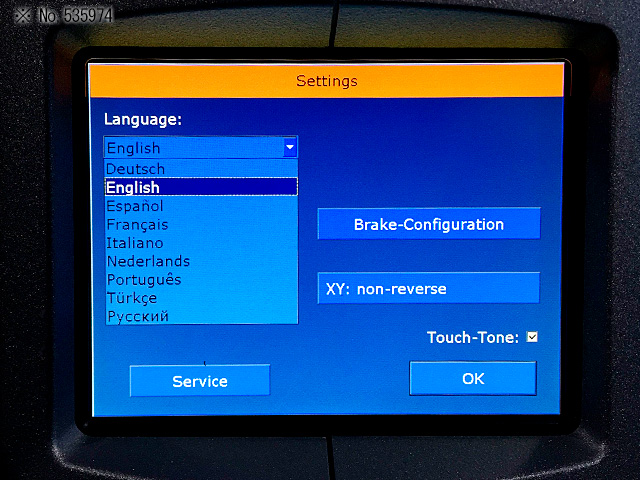 ※ No 535974
Settings
Language:
English
Deutsch
English
Español
Français
Italiano
Nederlands
Português
Türkçe
Русский
Brake-Configuration
XY: non-reverse
Touch-Tone:
Service
OK